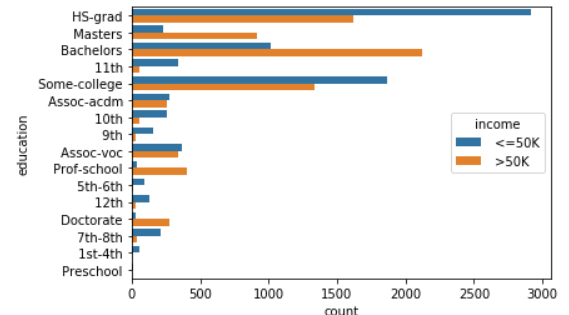 HS-grad
Masters
Bachelors
11th
Some-college
Assoc-acdm
10th
9th
Assoc-voc
Prof-school
5th-6th
12th
Doctorate
7th-8th
1st-4th
Preschool
education
income
<=50K
>50K
0 500 1000 1500 2000 2500 3000
count